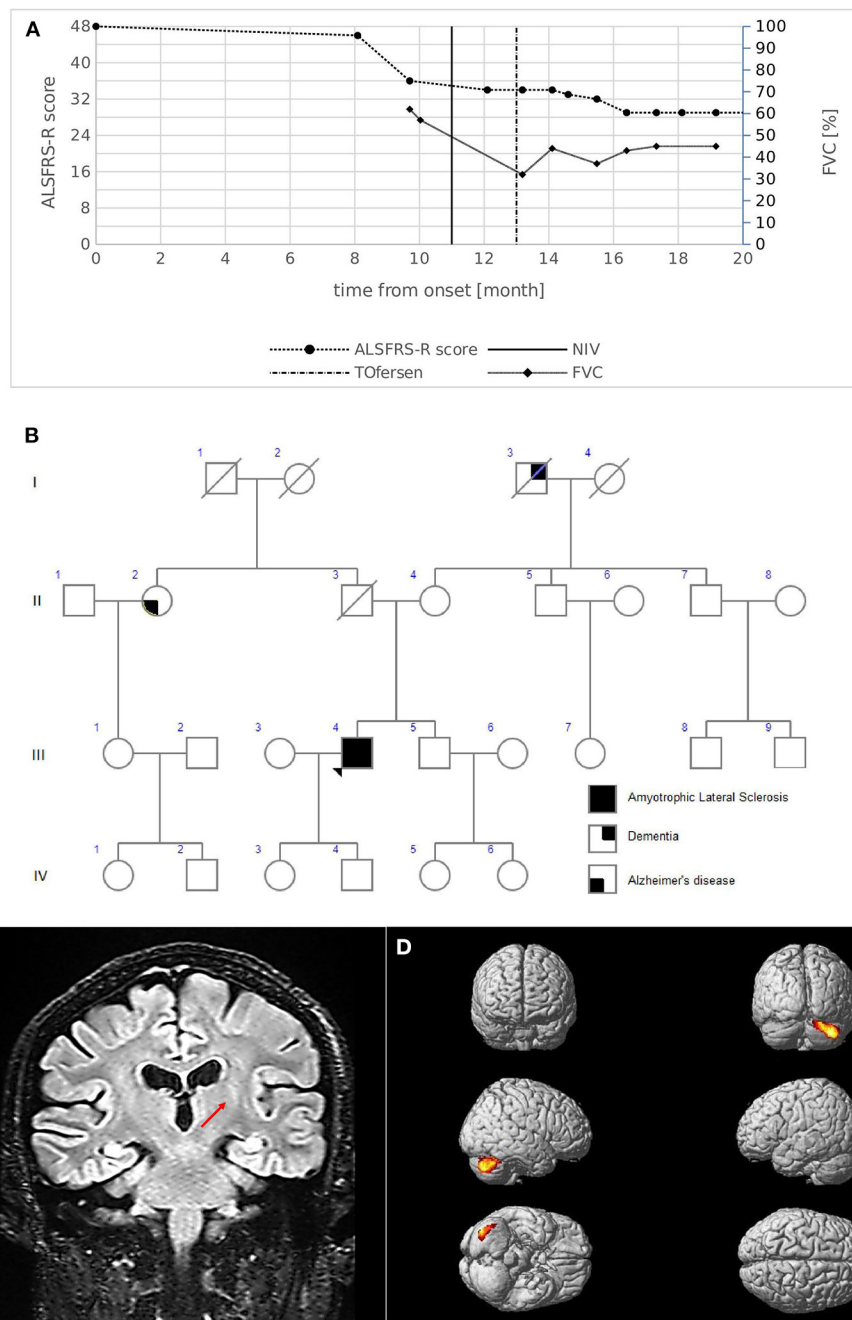 A
48
40
32
24
16
8
0
ALSFRS-R score
100
90
80
70
60
50
40
30
20
10
0
FVC [%]
0 2 4 6 8 10 12 14 16 18 20
time from onset [month]
ALSFRS-R score NIV
TOfersen FVC
B
1 2 3 4
I
1 2 3 4 5 6 7 8
II
1 2 3 4 5 6 7 8 9
III
Amyotrophic Lateral Sclerosis
Dementia
Alzheimer's disease
1 2 3 4 5 6
IV
D